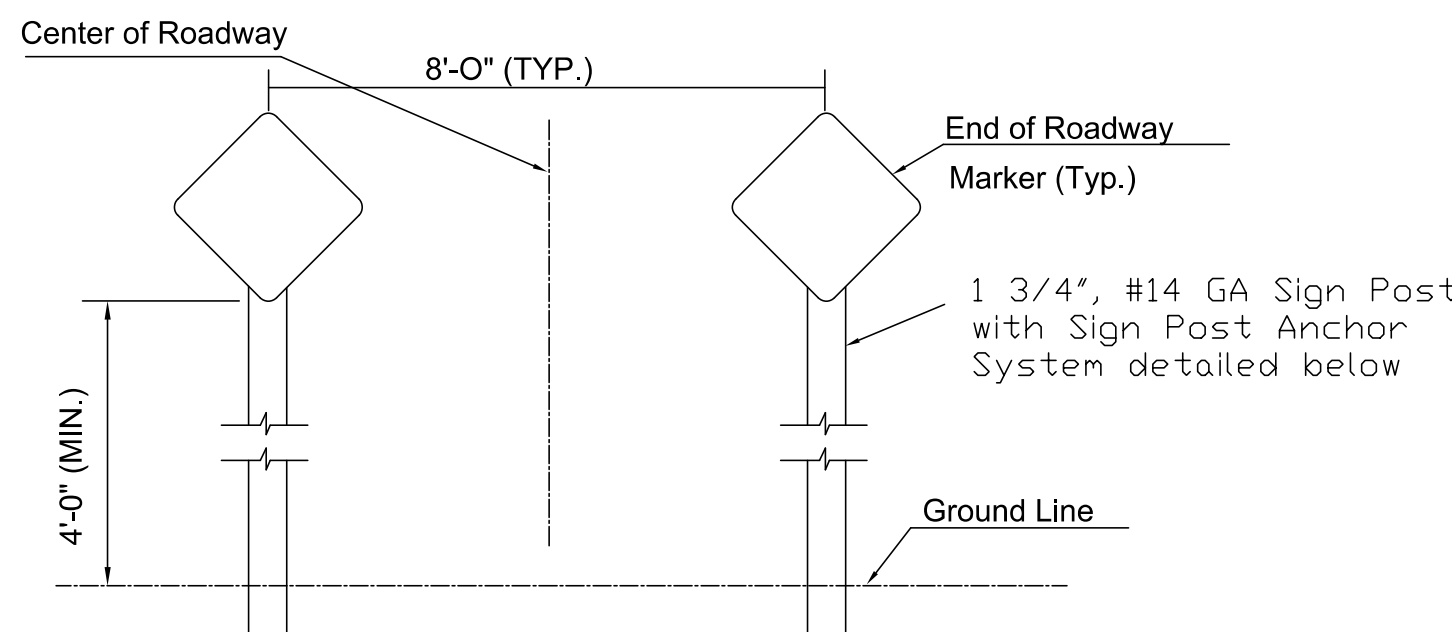 Center of Roadway
8'-O" (TYP.)
End of Roadway
Marker (Typ.)
1 3/4", #14 GA Sign Post
with Sign Post Anchor
System detailed below
4'-0" (MIN.)
Ground Line